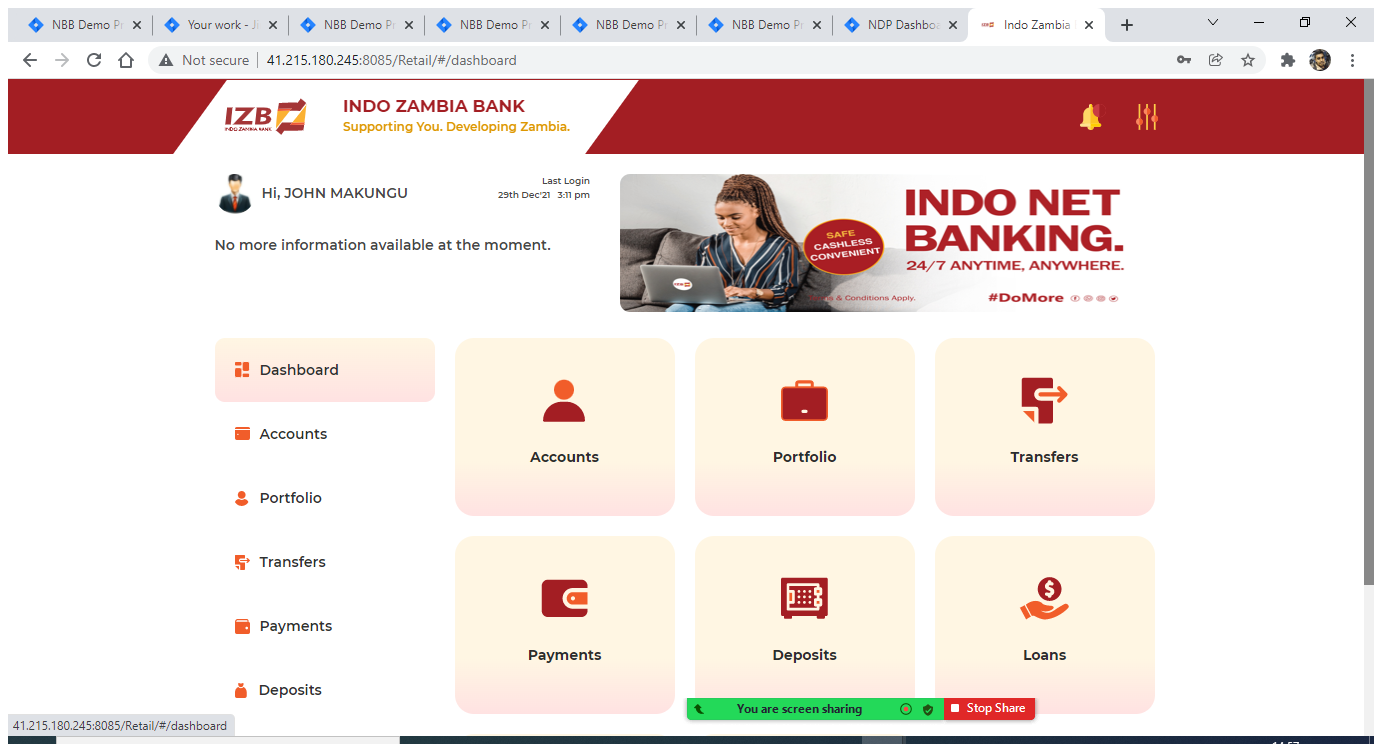 NBB Demo Pr
Your work - Ji
NBB Demo Pr
NBB Demo Pr
NBB Demo Pr
NBB Demo Pr
NDP Dashboa
Indo Zambia
Not secure
41.215.180.245:8085/Retail/#/dashboard
IZB
INDO ZAMBIA BANK
INDO ZAMBIA BANK
Supporting You. Developing Zambia.
Hi, JOHN MAKUNGU
Last Login
29th Dec'21 3:11 pm
No more information available at the moment.
IZB
SAFE
CASHLESS
CONVENIENT
INDO NET
BANKING.
24/7 ANYTIME, ANYWHERE.
& Conditions Apply.
#DoMore
Dashboard
Accounts
Portfolio
Transfers
Payments
Deposits
Accounts
Portfolio
Transfers
Payments
Deposits
Loans
You are screen sharing
Stop Share
41.215.180.245:8085/Retail/#/dashboard